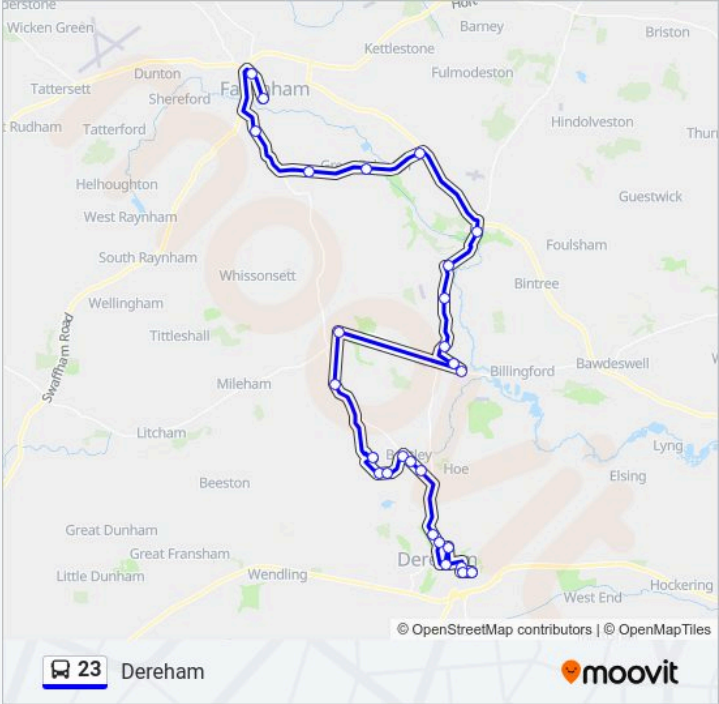 Wicken Green
Barney
Briston
Kettlestone
Dunton
Fulmodeston
Tattersett
Shereford
Hindolveston
t Rudham
Tatterford
Helhoughton
Guestwick
West Raynham
Foulsham
South Raynham
Whissonsett
Bintree
Wellingham
Swaffham Road
Tittleshall
Bawdeswell
Billingford
Mileham
Litcham
Lyng
Hoe
Elsing
Beeston
Great Dunham
Great Fransham
Little Dunham
Wendling
Hockering
West End
© OpenStreetMap contributors | © OpenMapTiles
23 Dereham
moovit